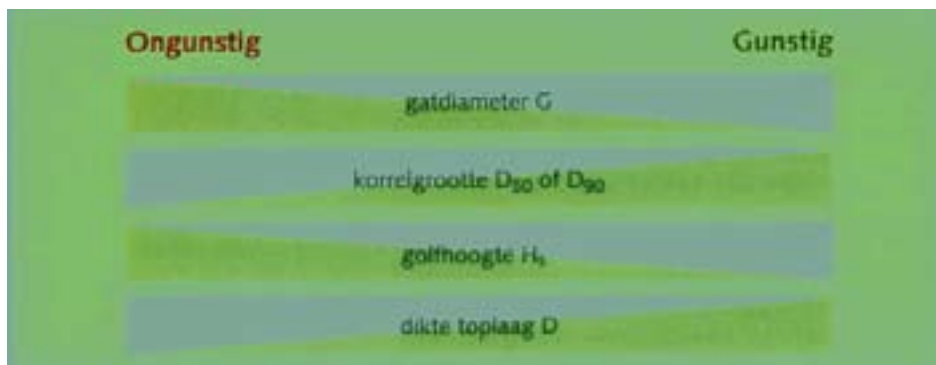 Ongunstig Gunstig
gatdiameter G
korrelgrootte D50 of D90
golfhoogte Hs
dikte toplaag D